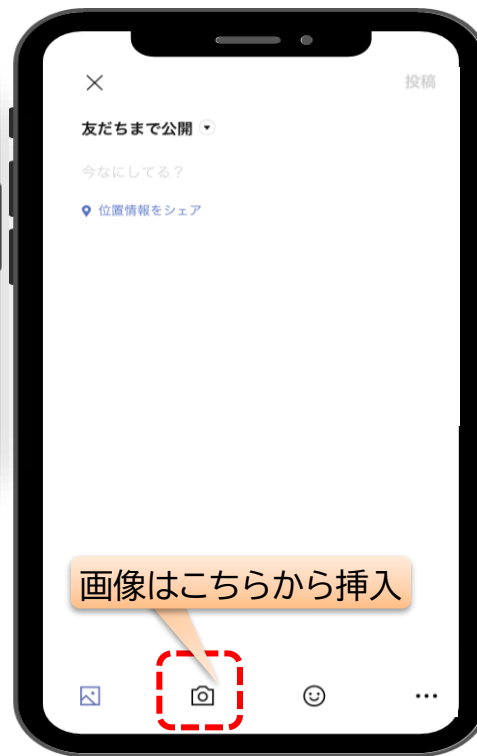 投稿
友だちまで公開
今なにしてる？
位置情報をシェア
画像はこちらから挿入